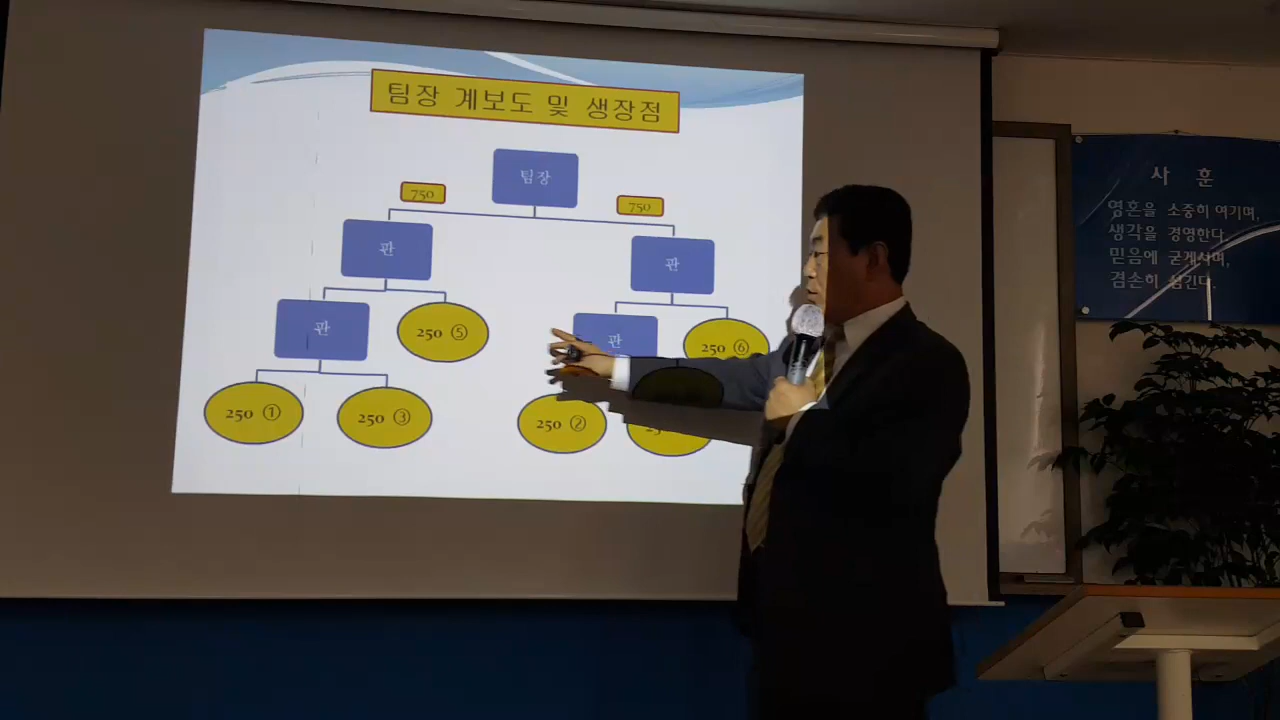 팀장 계보도 및 생장점
팀장
750
750
관
관
관
250 ⑤
관
250 ⑥
250 ①
250 ③
250 ②
사 훈
영혼을 소중히 여기며,
생각을 경영한다.
믿음에 굳게서며,
겸손히 섬긴다.